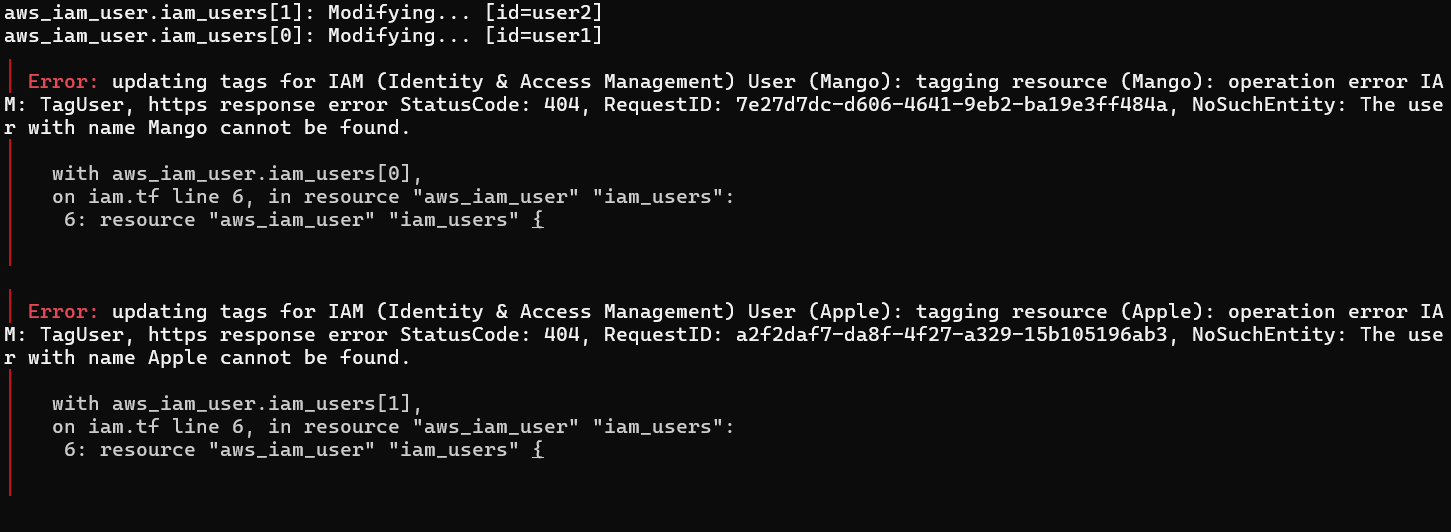 aws_iam_user.iam_users[1]: Modifying... [id=user2]
aws_iam_user.iam_users[0]: Modifying... [id=user1]
Error: updating tags for IAM (Identity & Access Management) User (Mango): tagging resource (Mango): operation error IA
M: TagUser, https response error StatusCode: 404, RequestID: 7e27d7dc-d606-4641-9eb2-ba19e3ff484a, NoSuchEntity: The use
r with name Mango cannot be found.
with aws_iam_user.iam_users[0],
on iam.tf line 6, in resource "aws_iam_user" "iam_users":
6: resource "aws_iam_user" "iam_users" {
Error: updating tags for IAM (Identity & Access Management) User (Apple): tagging resource (Apple): operation error IA
M: TagUser, https response error StatusCode: 404, RequestID: a2f2daf7-da8f-4f27-a329-15b105196ab3, NoSuchEntity: The use
r with name Apple cannot be found.
with aws_iam_user.iam_users[1],
on iam.tf line 6, in resource "aws_iam_user" "iam_users":
6: resource "aws_iam_user" "iam_users" {